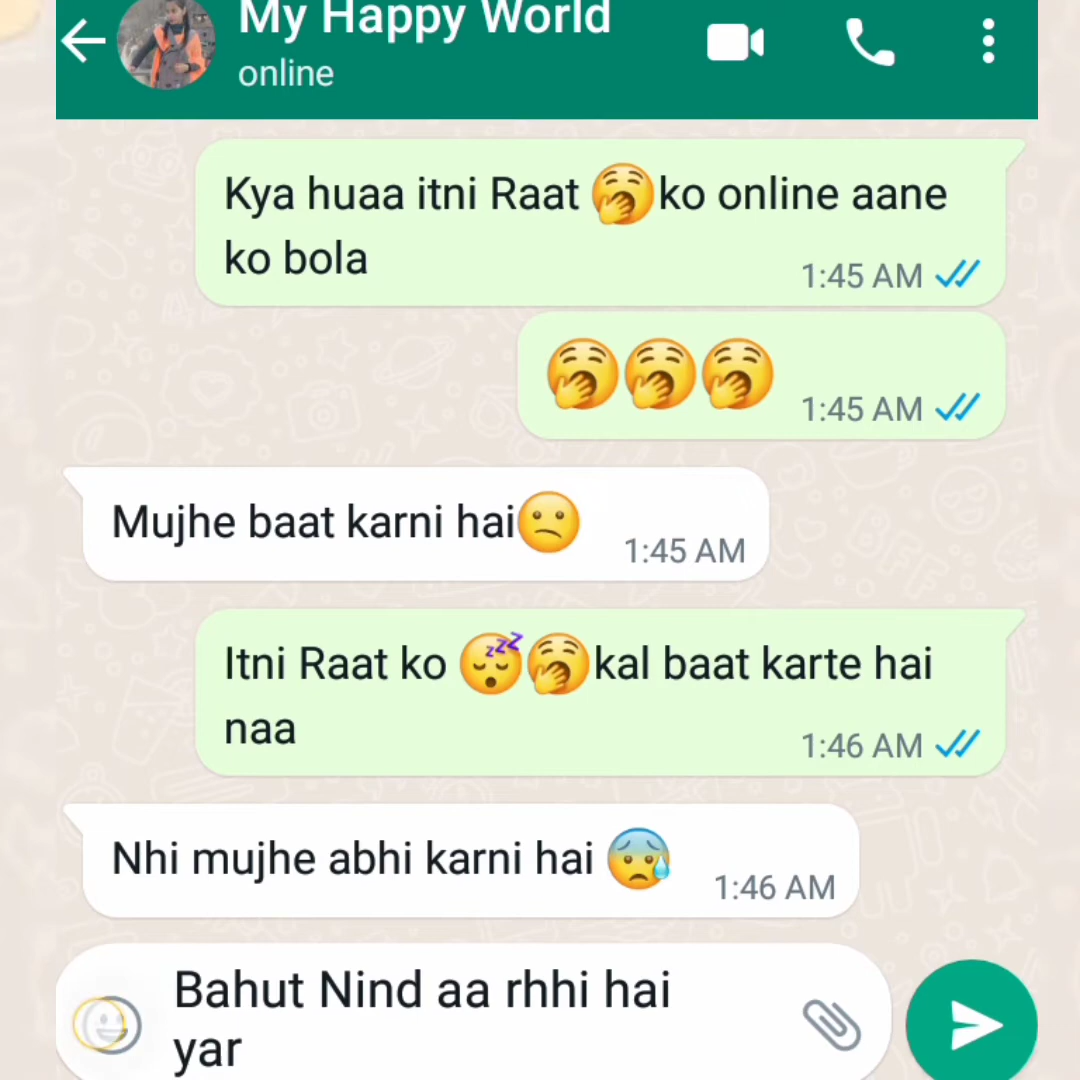 My Happy World
online
Kya huaa itni Raat 🥱ko online aane
ko bola
1:45 AM
🥱🥱🥱
1:45 AM
Mujhe baat karni hai😕
1:45 AM
Itni Raat ko 😴🥱kal baat karte hai
naa
1:46 AM
Nhi mujhe abhi karni hai 😰
1:46 AM
Bahut Nind aa rhhi hai
yar